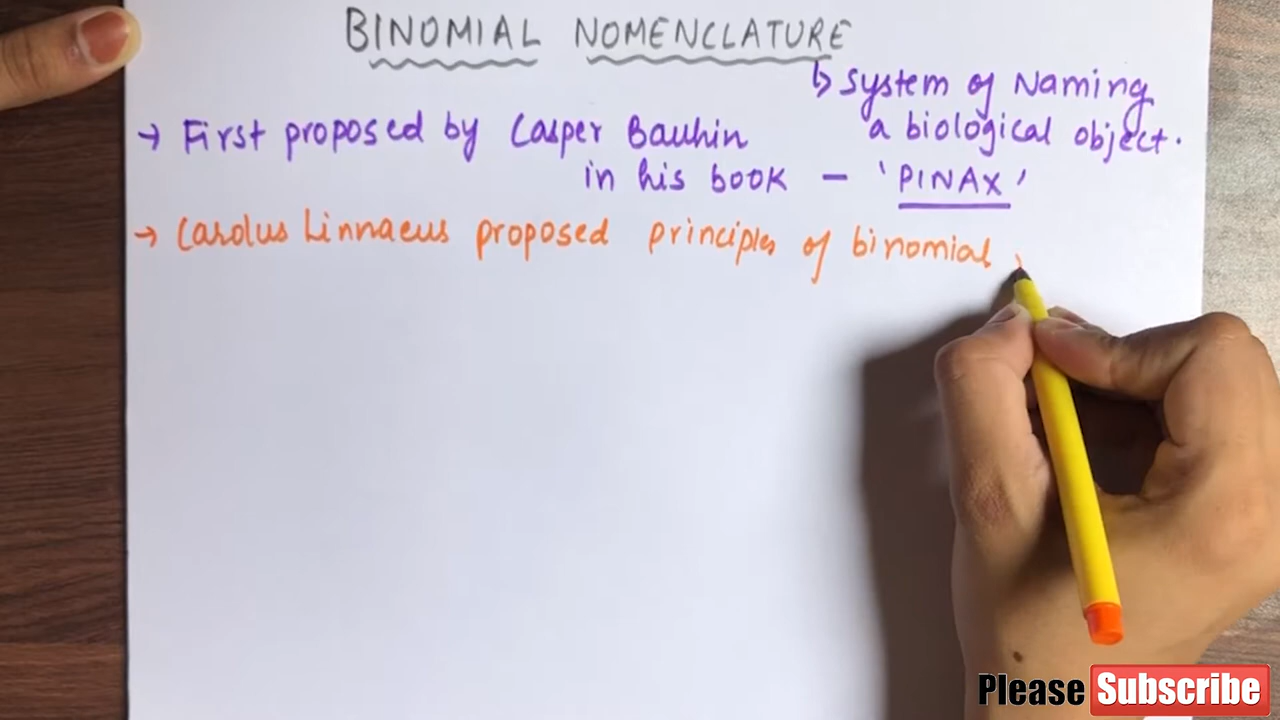 BINOMIAL NOMENCLATURE
↳ System of Naming
a biological object.
→ First proposed by Casper Bauhin
in his book – 'PINAX'
→ Carolus Linnaeus proposed principles of binomial
Please Subscribe